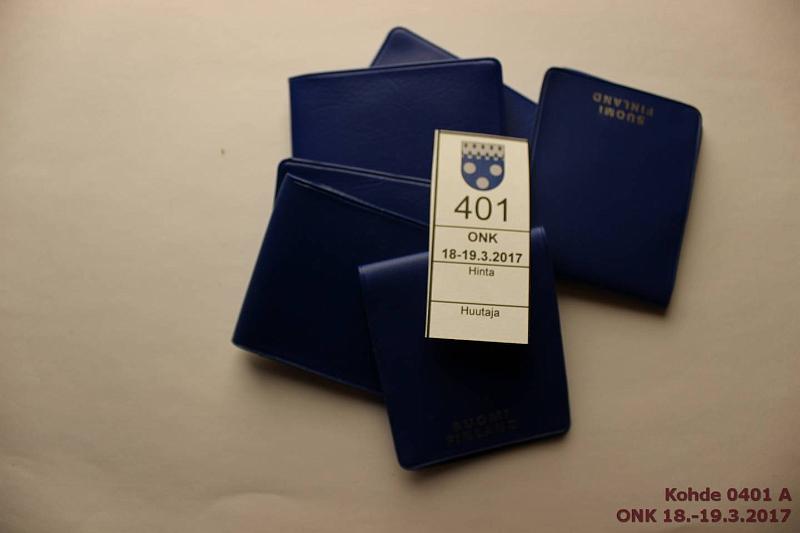 SUOMI
FINLAND
401
ONK
18-19.3.2017
Hinta
Huutaja
SUOMI
FINLAND
Kohde 0401 A
ONK 18.-19.3.2017